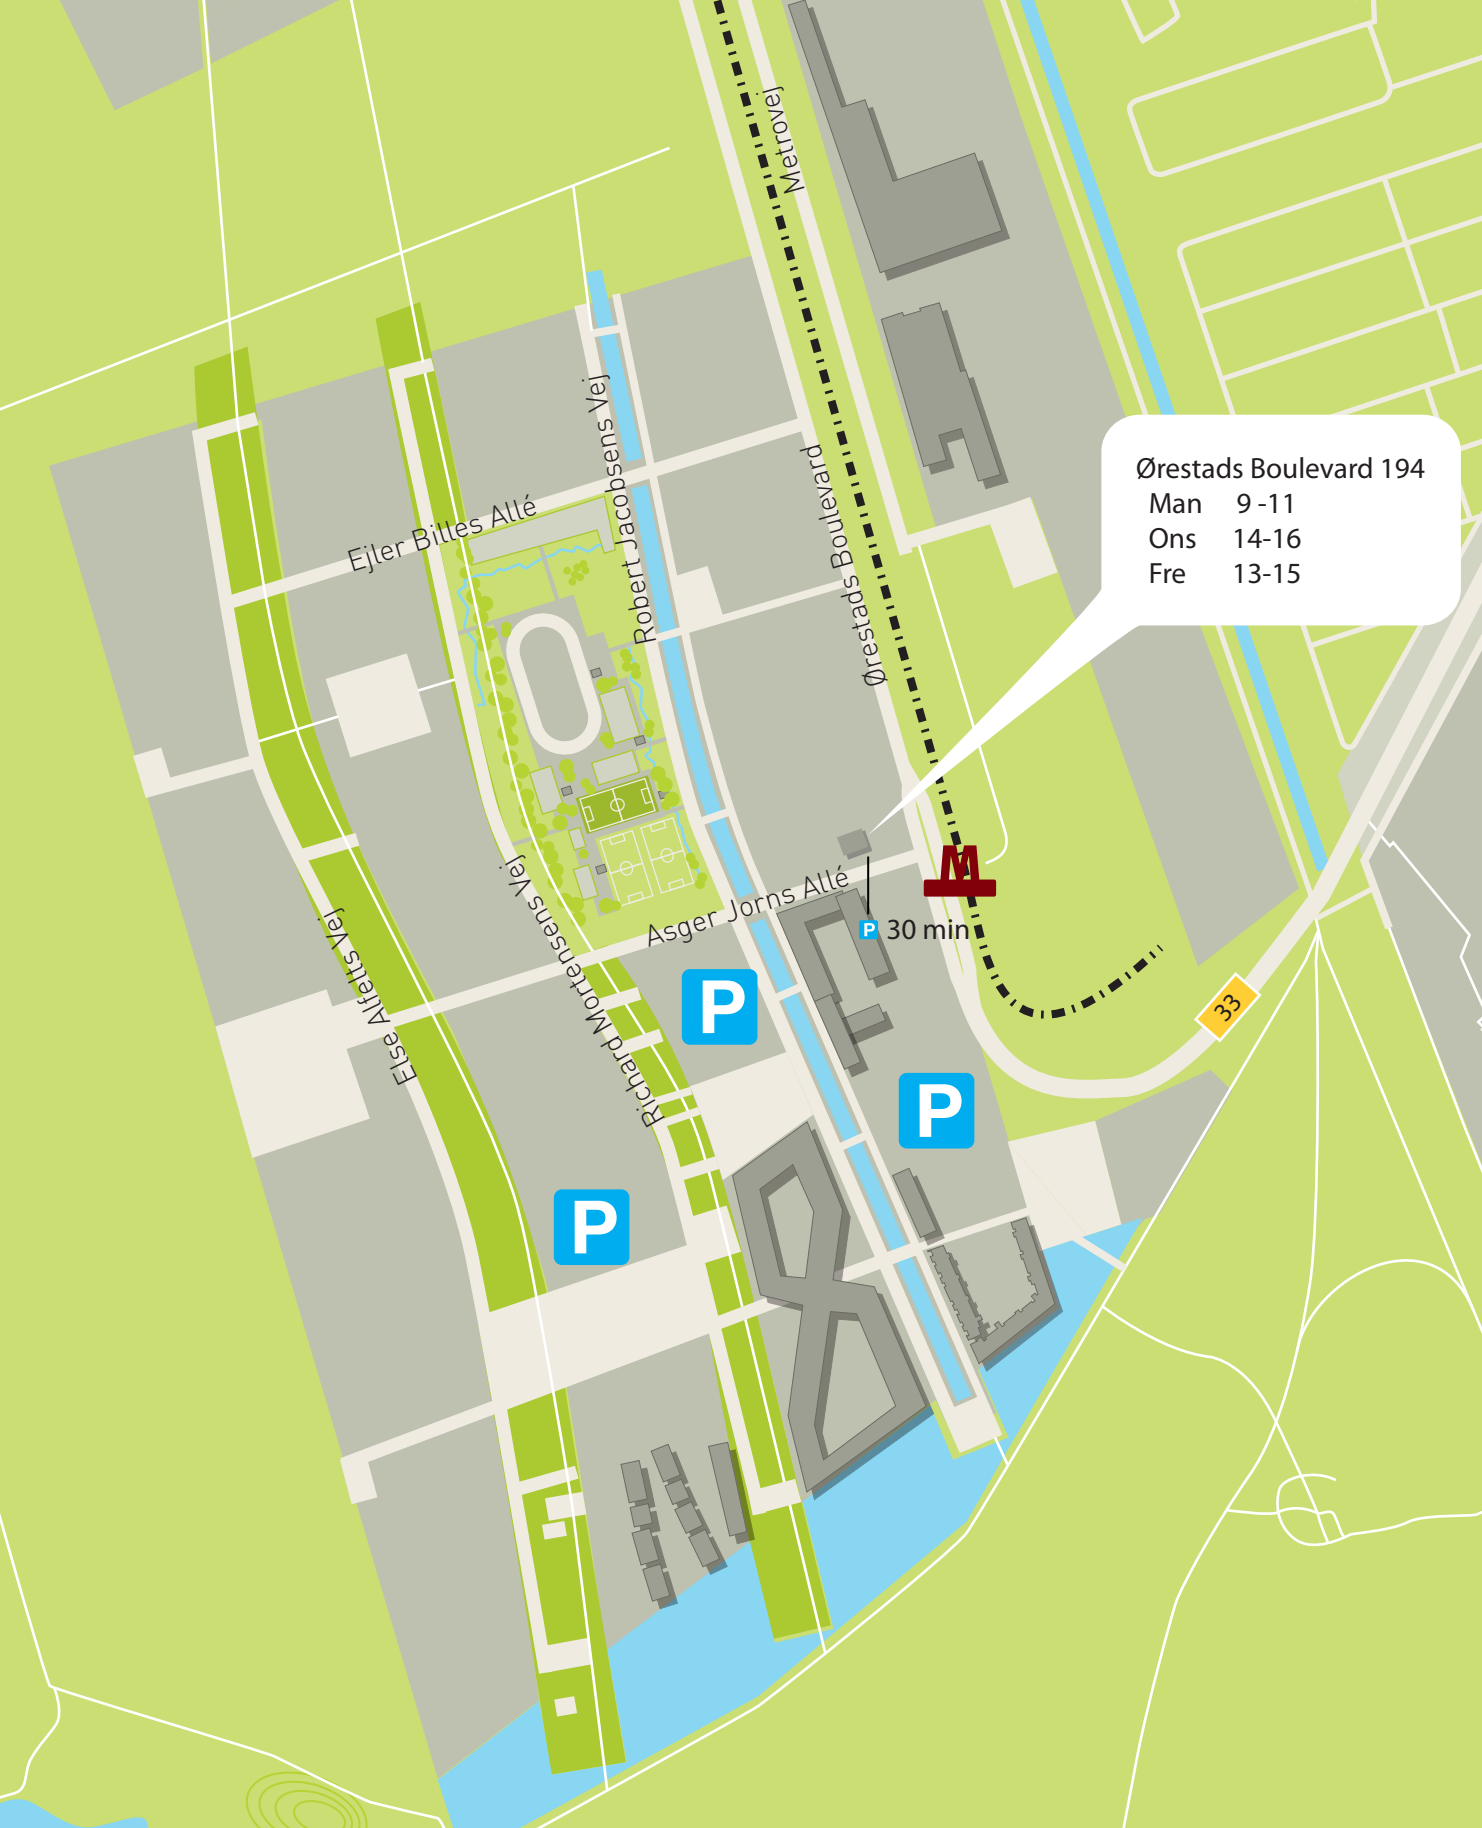 Metrovej
Ørestads Boulevard 194
Man 9 -11
Ons 14-16
Fre 13-15
Robert Jacobsens Vej
Ørestads Boulevard
Ejler Billes Allé
Asger Jorns Allé
M
P 30 min
Else Alfelts Vej
Richard Mortensens Vej
P
33
P
P